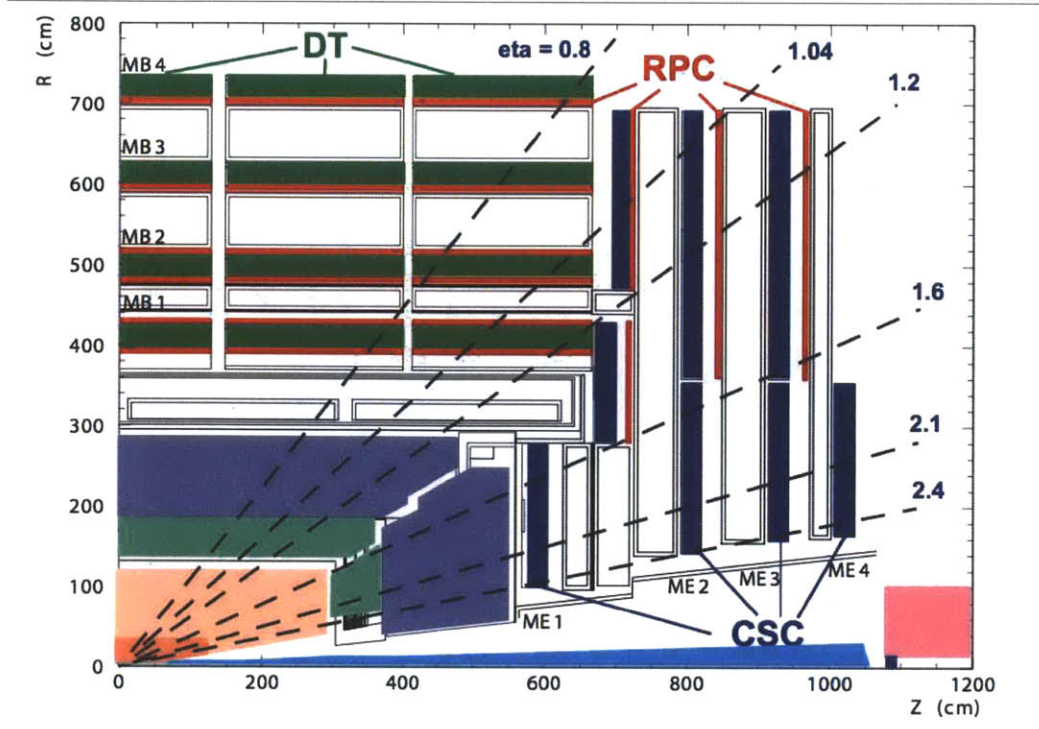 R (cm)
800
700
600
500
400
300
200
100
0
MB 4
MB 3
MB 2
MB 1
DT
eta = 0.8
1.04
RPC
1.2
1.6
2.1
2.4
ME 1
ME 2
ME 3
ME 4
CSC
0
200
400
600
800
1000
1200
Z (cm)